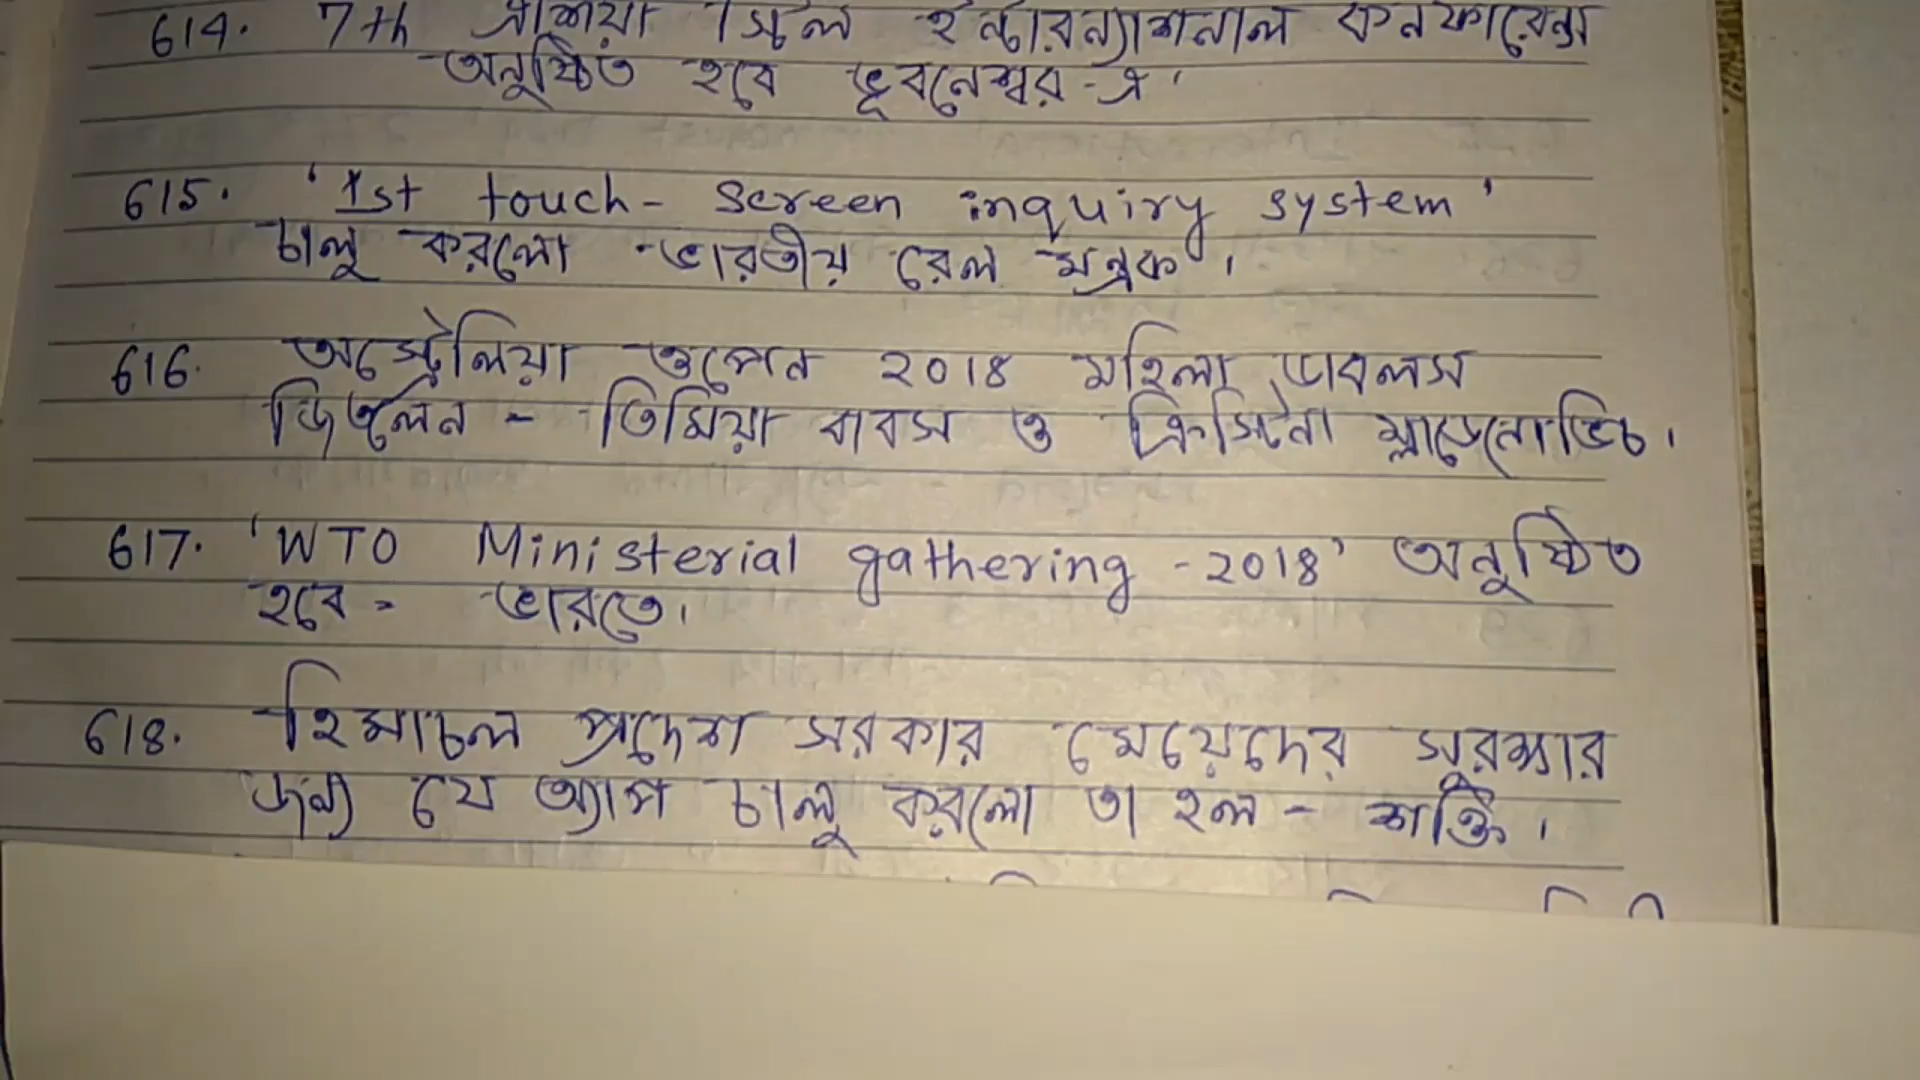 614. 7th এশিয়া স্টিল ইন্টারন্যাশনাল কনফারেন্স
অনুষ্ঠিত হবে ভূবনেশ্বর-এ।
615. '1st touch-screen inquiry system'
চালু করলো ভারতীয় রেল মন্ত্রক।
616. অস্ট্রেলিয়া ওপেন ২০18 মহিলা ডাবলস
জিতলেন - তিমিয়া বাবস ও ক্রিস্টিনা ম্লাডেনোভিচ।
617. 'WTO Ministerial gathering -2018' অনুষ্ঠিত
হবে - ভারতে।
618. হিমাচল প্রদেশ সরকার মেয়েদের সুরক্ষার
জন্য যে অ্যাপ চালু করলো তা হল - শক্তি।